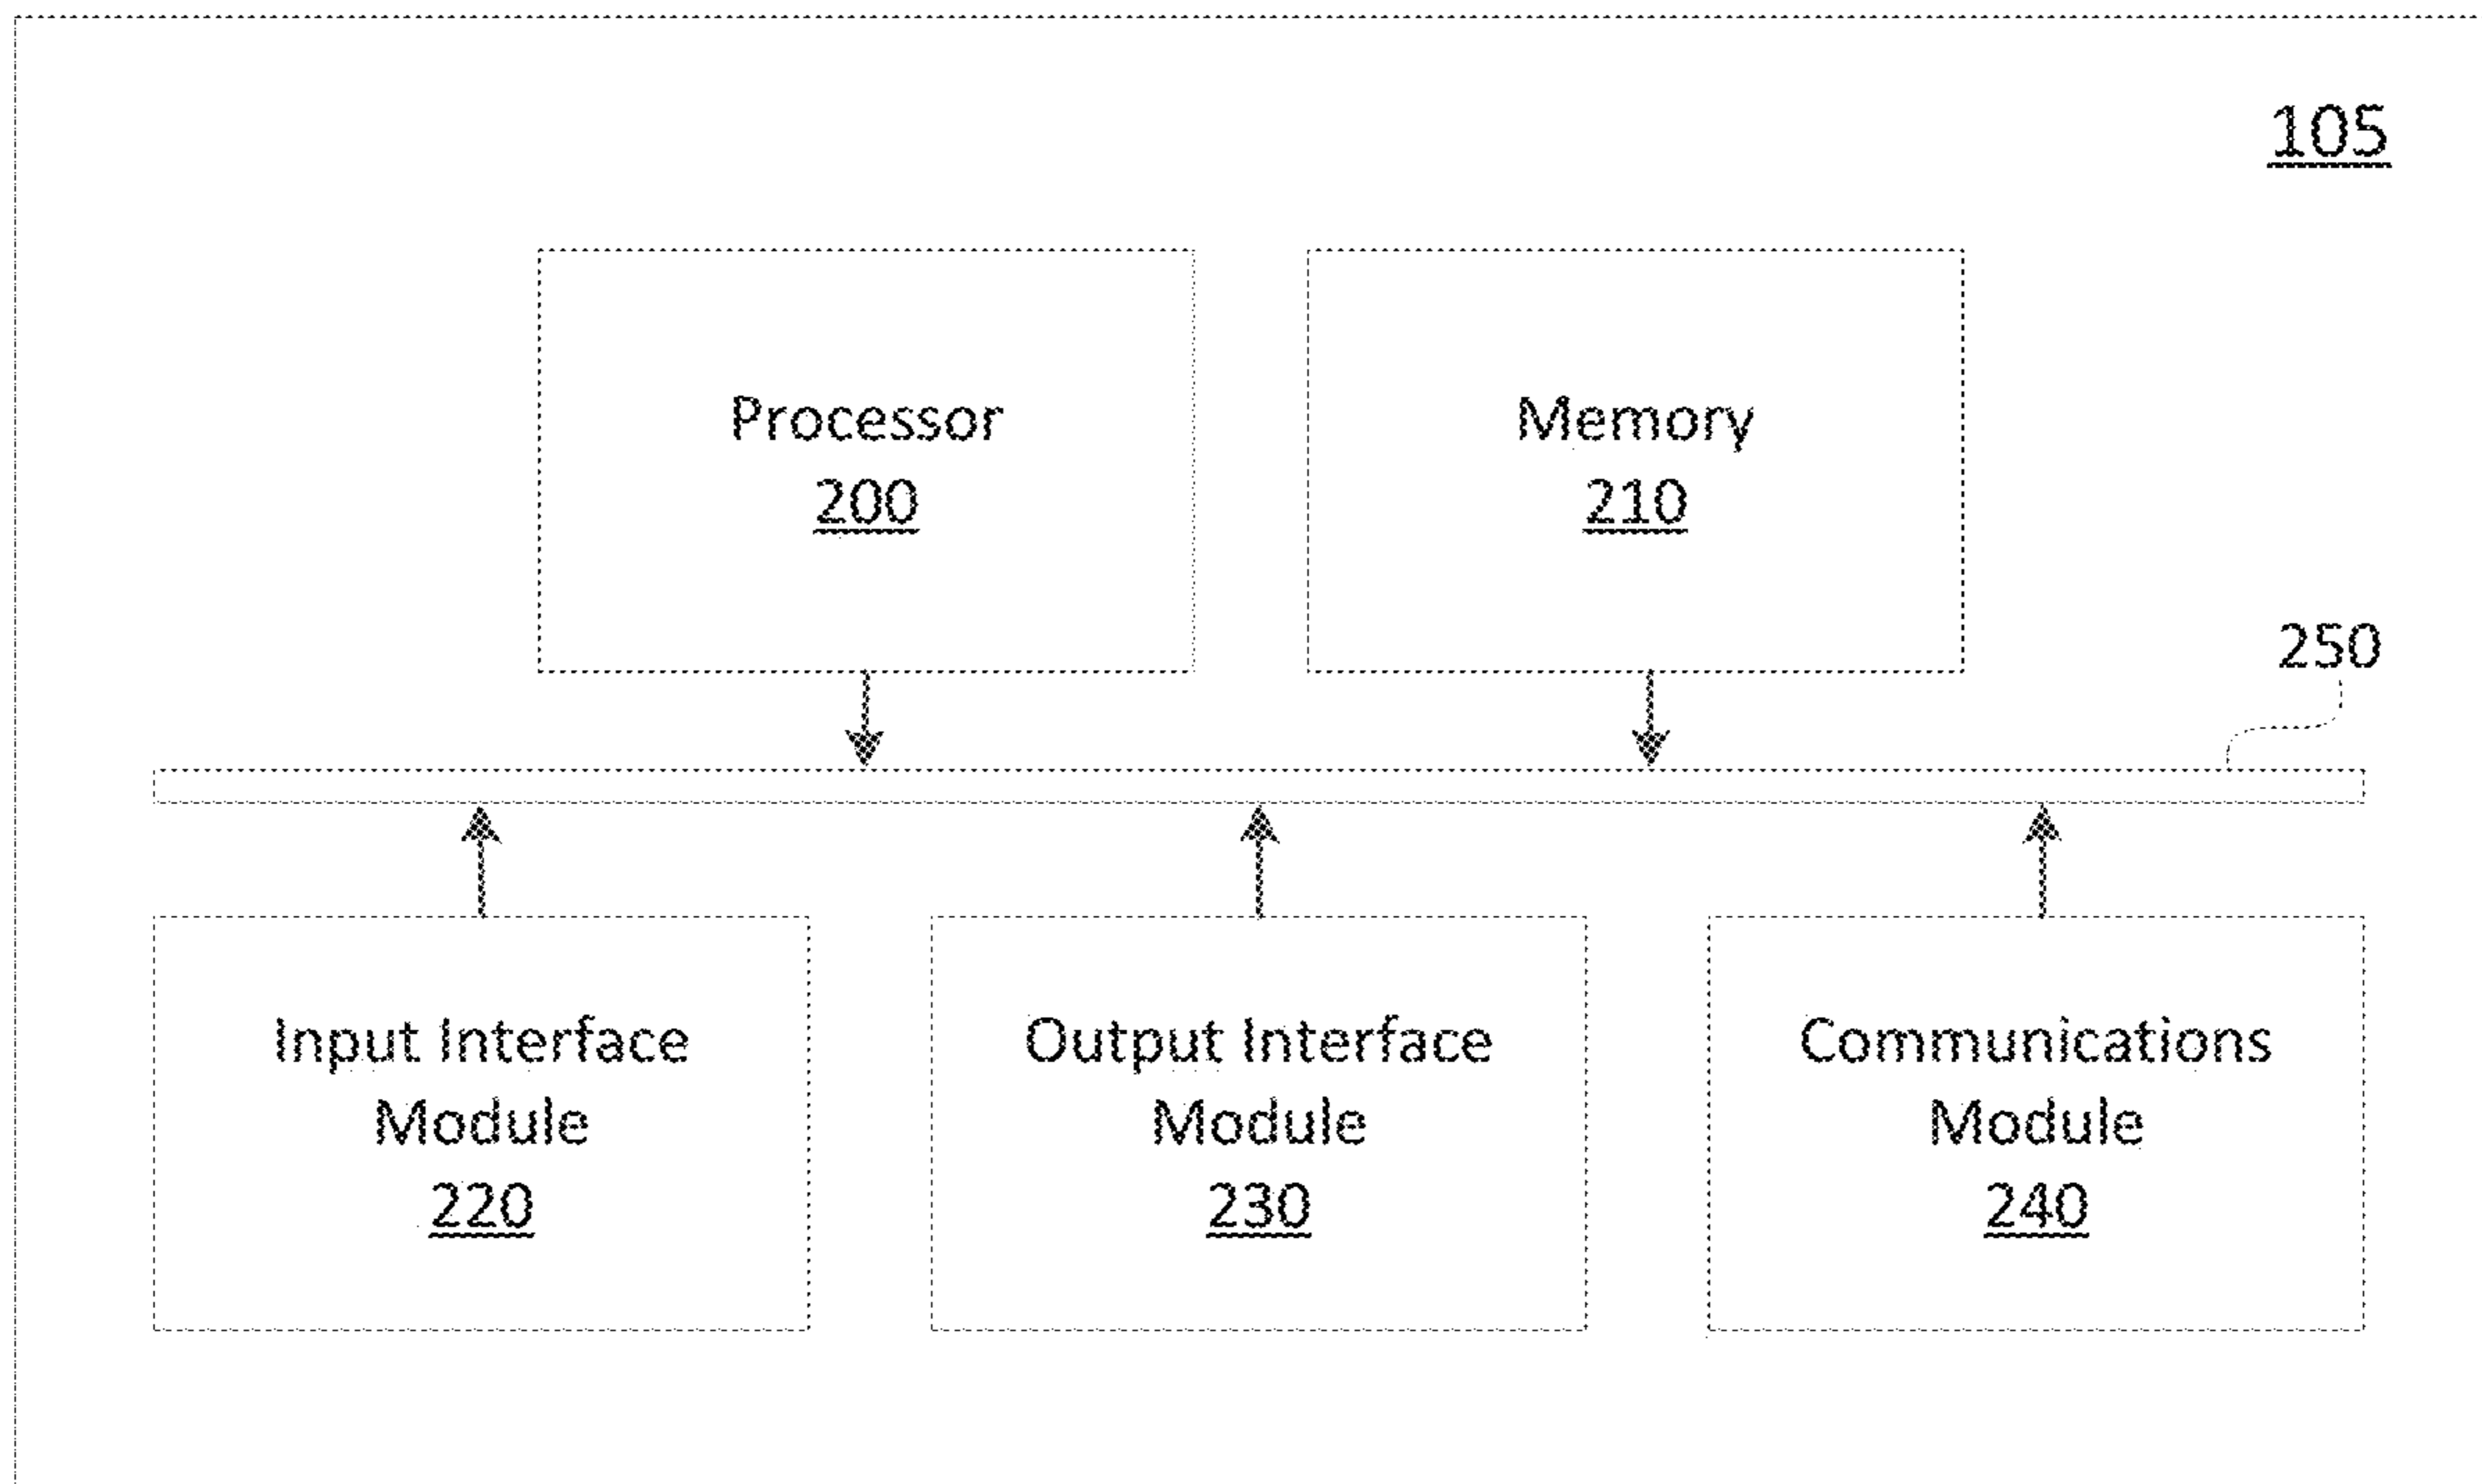 105
Processor
200
Memory
210
250
Input Interface
Module
220
Output Interface
Module
230
Communications
Module
240